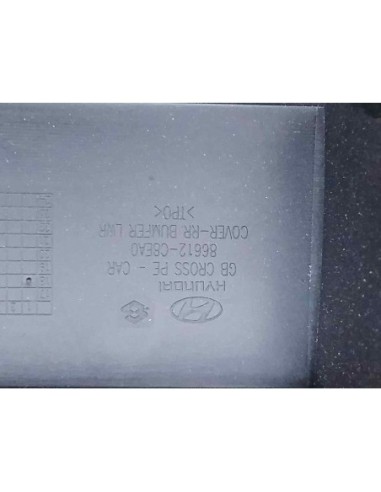 HYUNDAI
GB CROSS PE - CAR
86612-C8EA0
COVER-RR BUMPER LWR
>TPO<